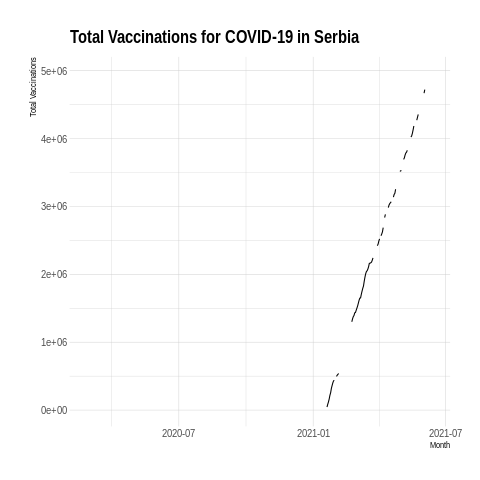 Total Vaccinations for COVID-19 in Serbia
Total Vaccinations
5e+06
4e+06
3e+06
2e+06
1e+06
0e+00
2020-07
2021-01
2021-07
Month